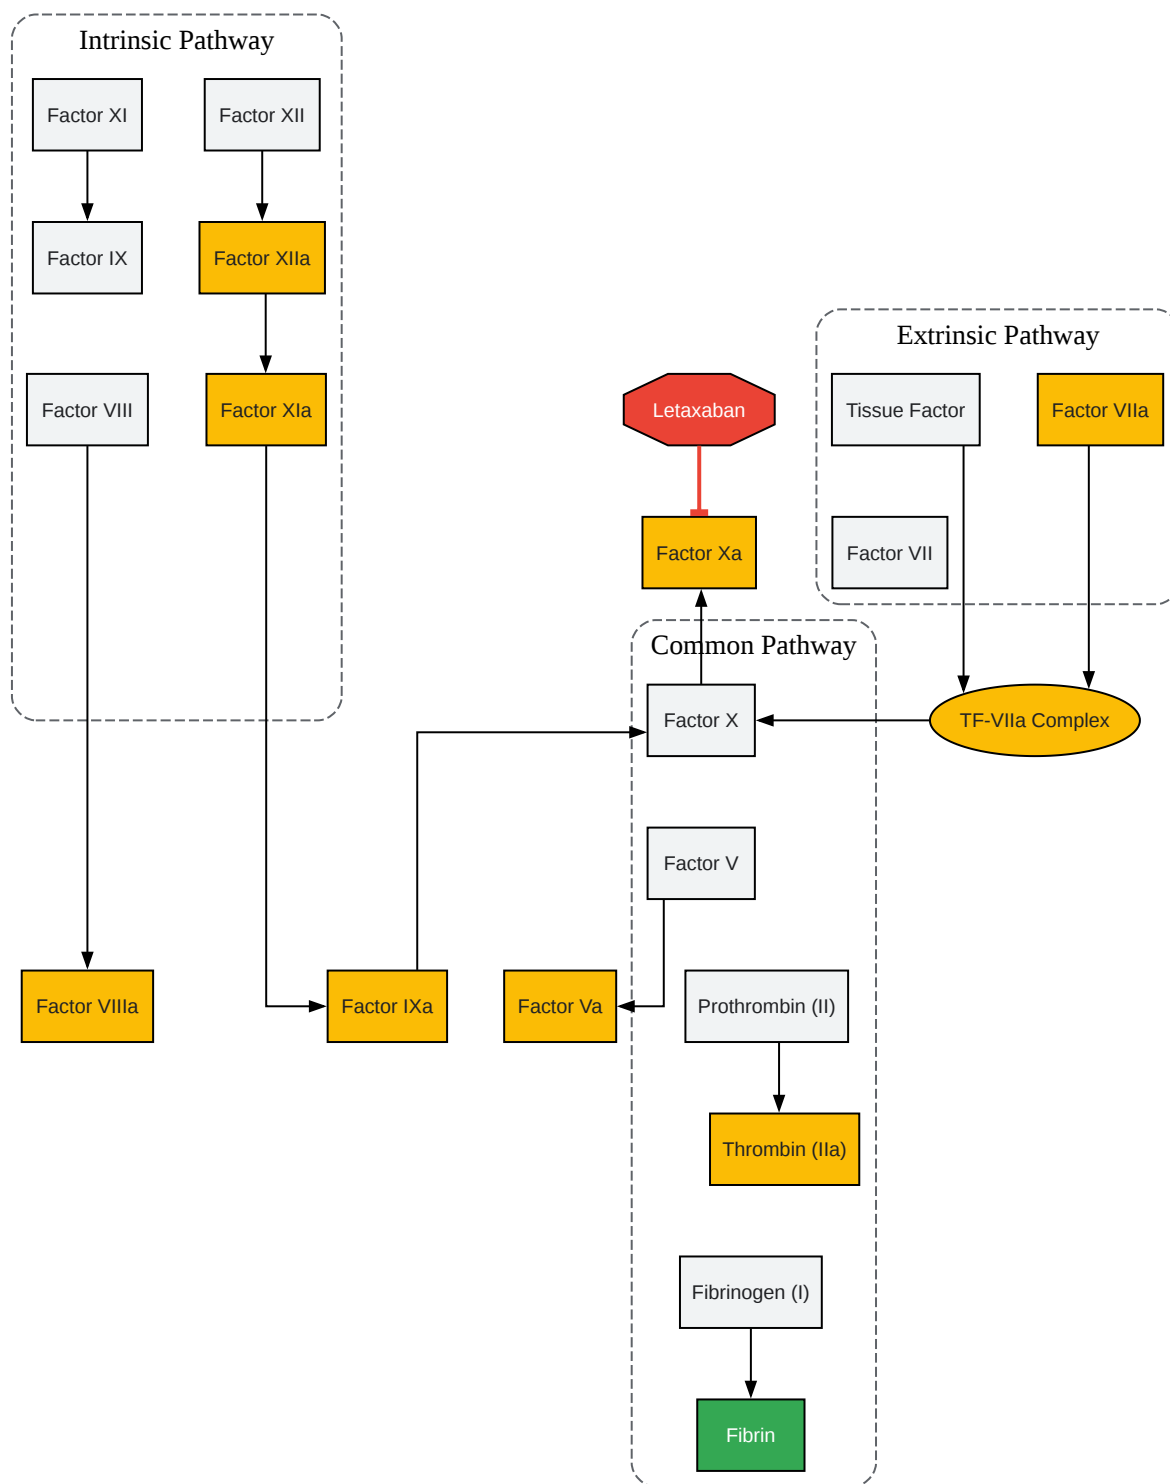 Intrinsic Pathway
Factor XI
Factor XII
Factor IX
Factor XIIa
Extrinsic Pathway
Factor VIII
Factor XIa
Letaxaban
Tissue Factor
Factor VIIa
Factor Xa
Factor VII
Common Pathway
Factor X
TF-VIIa Complex
Factor V
Factor VIIIa
Factor IXa
Factor Va
Prothrombin (II)
Thrombin (IIa)
Fibrinogen (I)
Fibrin